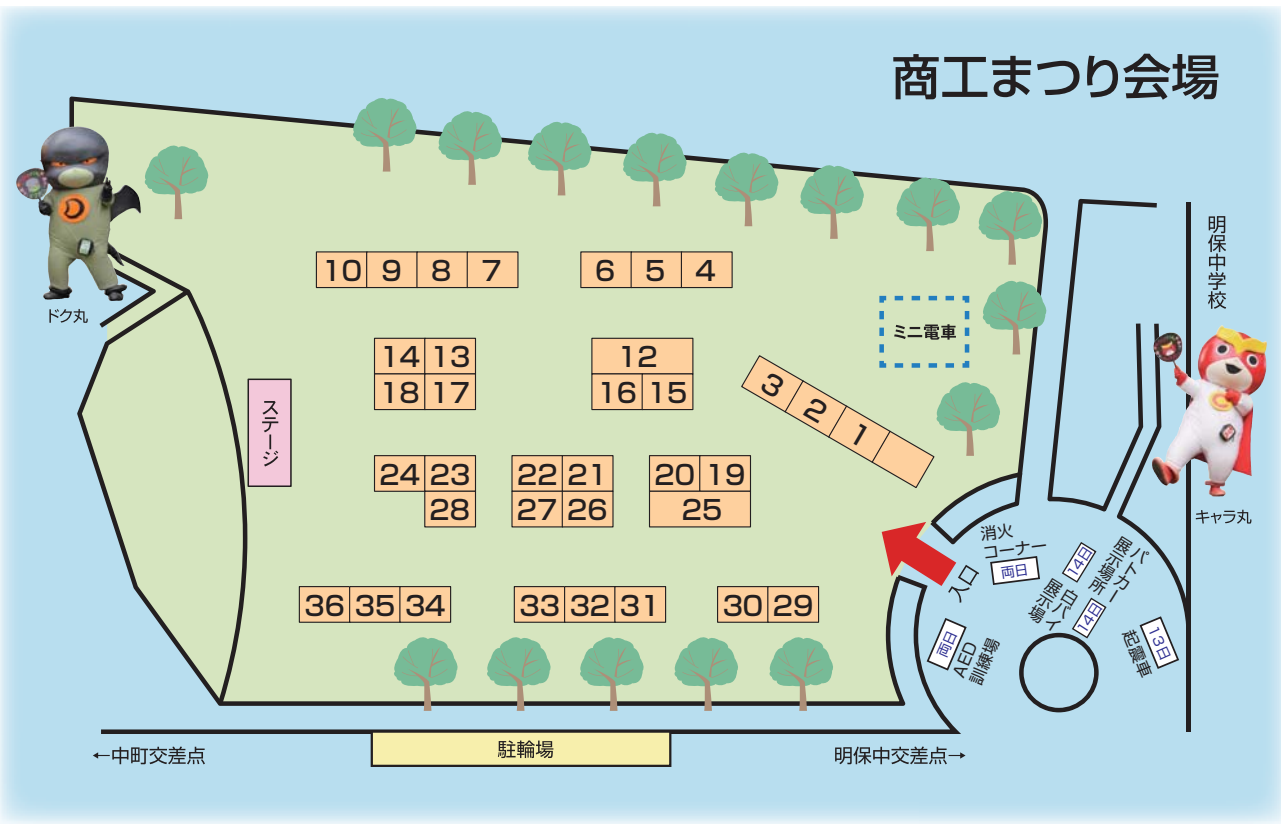 商工まつり会場
明保中学校
ドク丸
10 9 8 7
6 5 4
ミニ電車
14 13
18 17
12
16 15
3 2 1
ステージ
24 23
28
22 21
27 26
20 19
25
キャラ丸
消火
コーナー
両日
入口
パトカー
展示場所
14日
白バイ
展示場
14日
13日
起震車
両日
AED
訓練場
36 35 34
33 32 31
30 29
←中町交差点
駐輪場
明保中交差点→